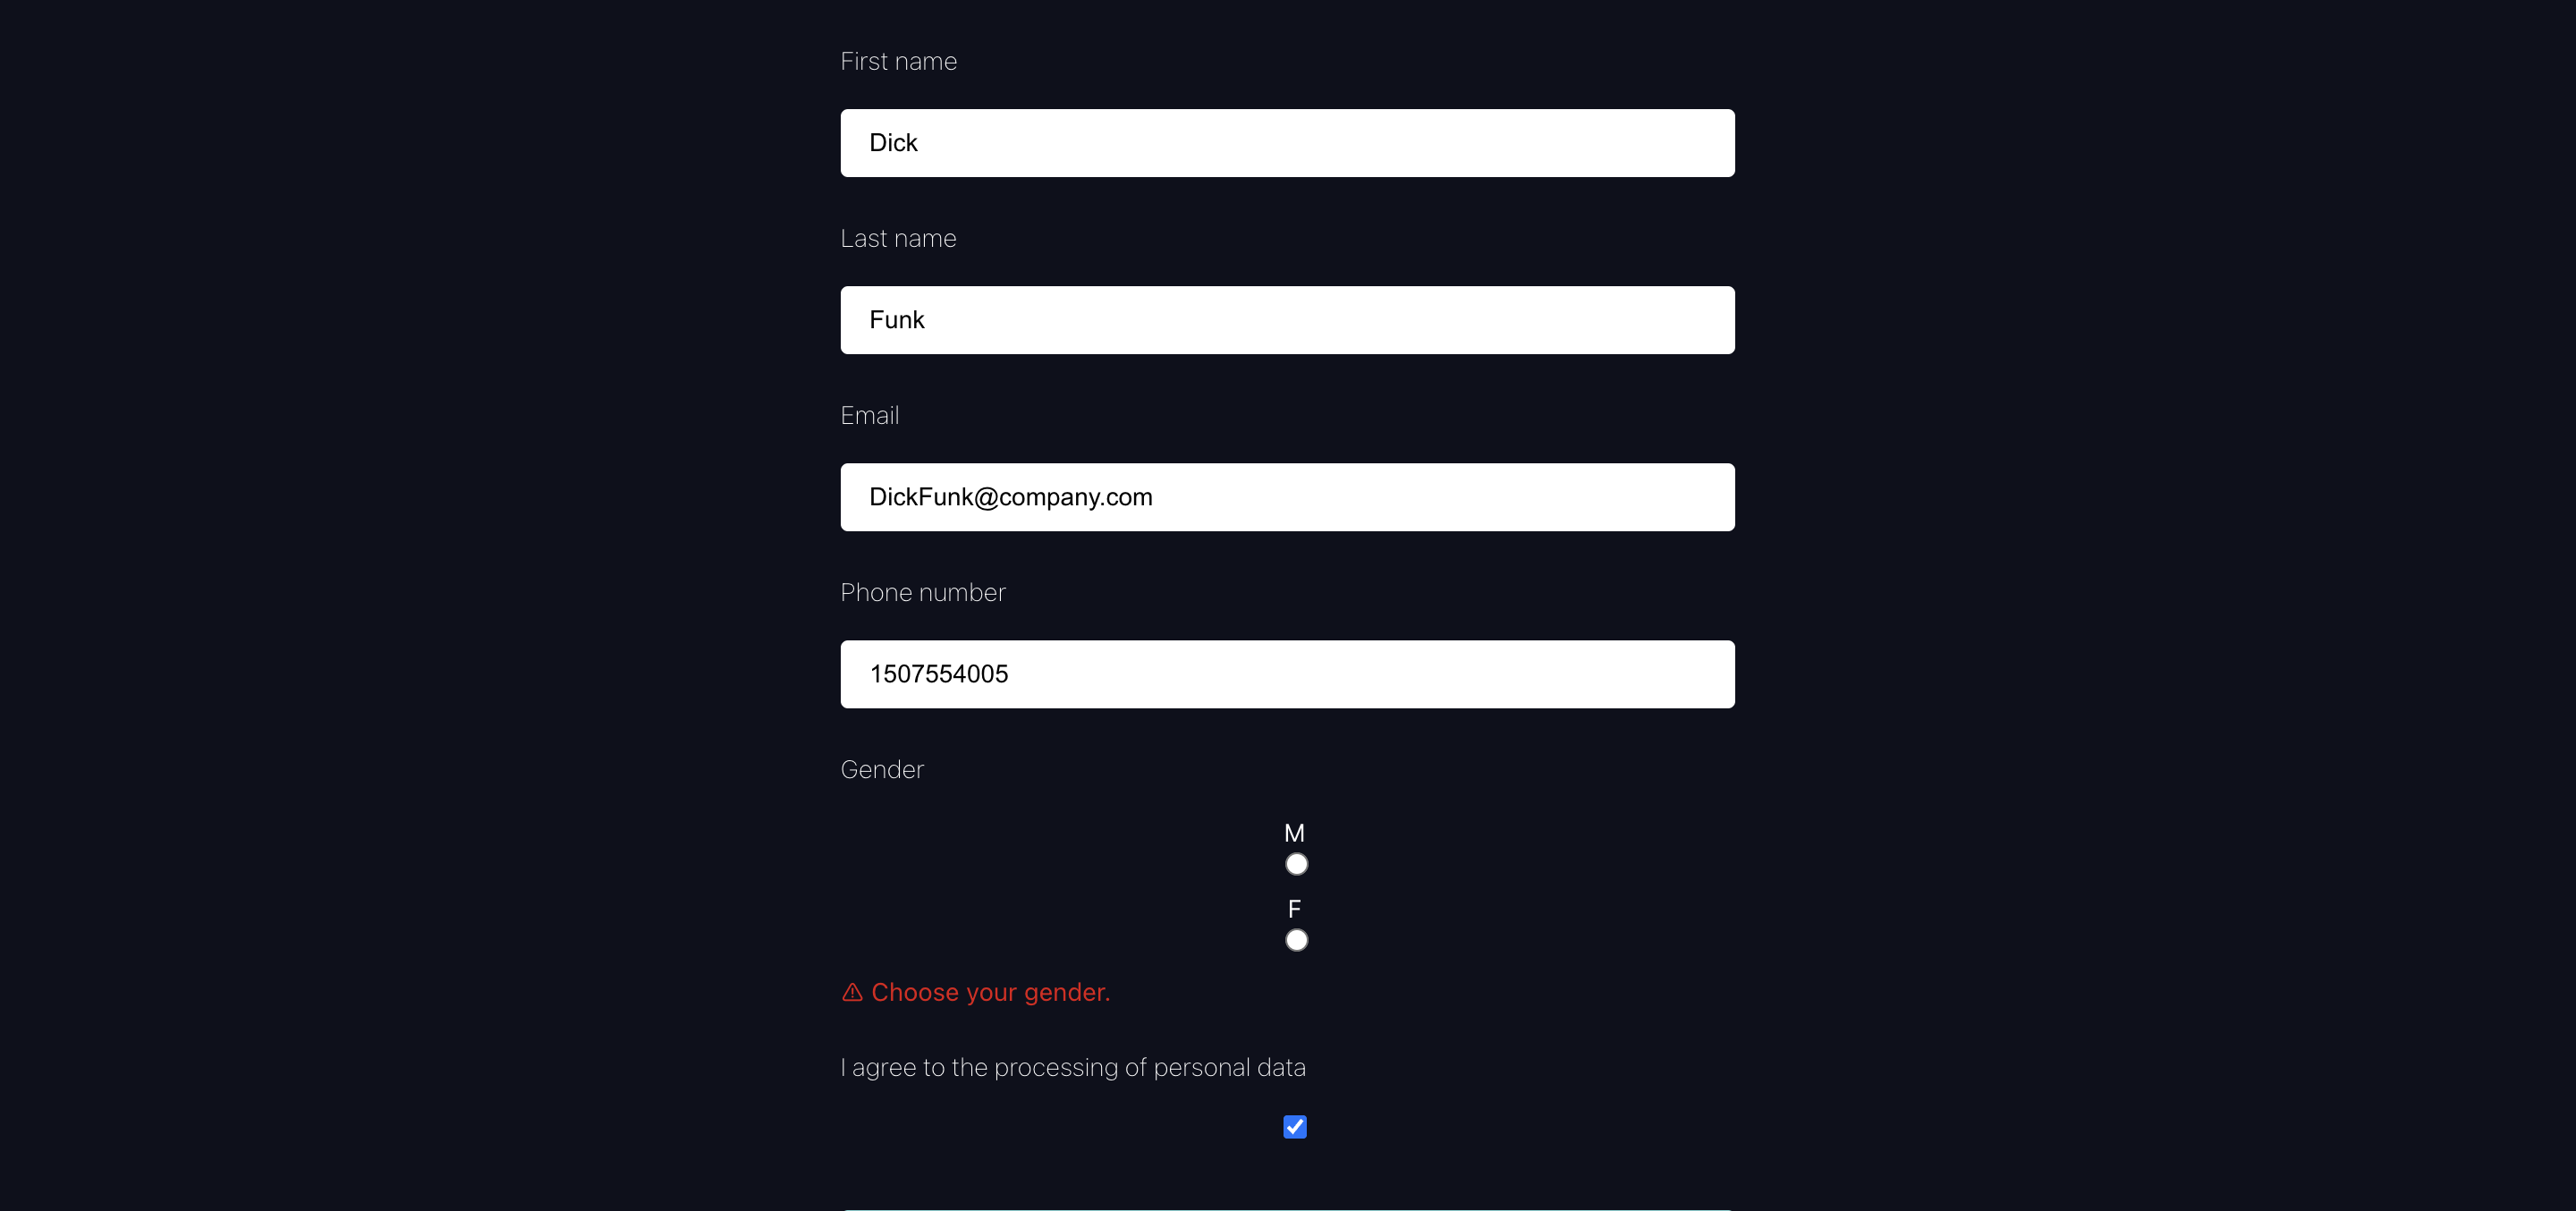 First name
Dick
Last name
Funk
Email
DickFunk@company.com
Phone number
1507554005
Gender
M
F
Choose your gender.
I agree to the processing of personal data